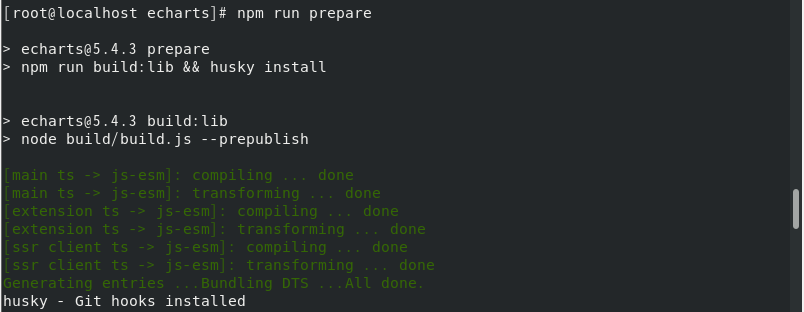 [root@localhost echarts]# npm run prepare
> echarts@5.4.3 prepare
> npm run build:lib && husky install
> echarts@5.4.3 build:lib
> node build/build.js --prepublish
[main ts -> js-esm]: compiling ... done
[main ts -> js-esm]: transforming ... done
[extension ts -> js-esm]: compiling ... done
[extension ts -> js-esm]: transforming ... done
[ssr client ts -> js-esm]: compiling ... done
[ssr client ts -> js-esm]: transforming ... done
Generating entries ...Bundling DTS ...All done.
husky - Git hooks installed